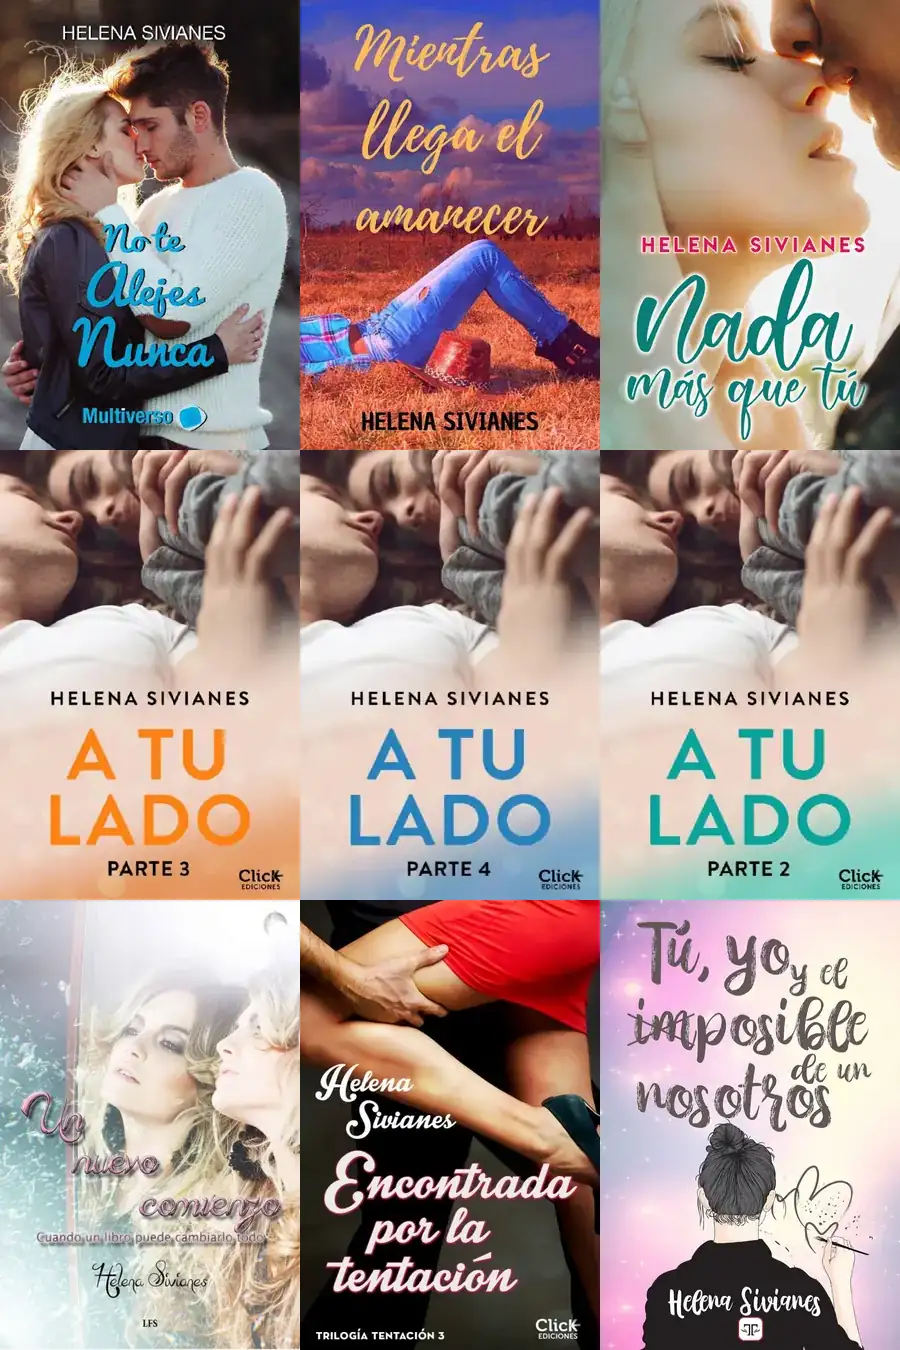 HELENA SIVIANES
No te
Alejes
Nunca
Multiverso
Mientras
llega el
amanecer
HELENA SIVIANES
HELENA SIVIANES
Nada
más que tú
HELENA SIVIANES
A TU
LADO
PARTE 3
Click
EDICIONES
HELENA SIVIANES
A TU
LADO
PARTE 4
Click
EDICIONES
HELENA SIVIANES
A TU
LADO
PARTE 2
Click
EDICIONES
Un
nuevo
comienzo
Cuando un libro puede cambiarlo todo
Helena Sivianes
LFS
Helena
Sivianes
Encontrada
por la
tentación
TRILOGÍA TENTACIÓN 3
Click
EDICIONES
Tú, yo y el
imposible
de un
nosotros
Helena Sivianes